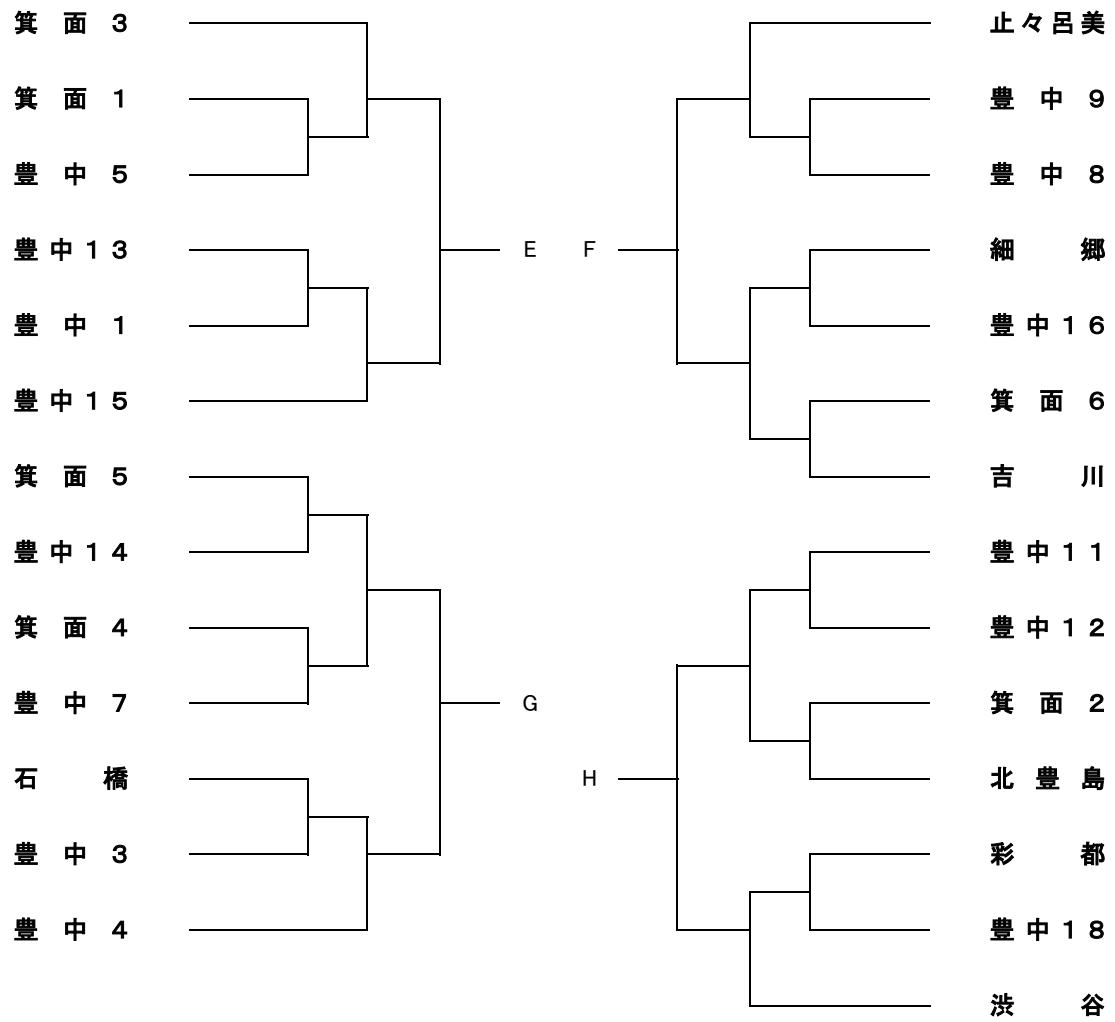 箕面３
箕面１
豊中５
豊中１３
豊中１
豊中１５
箕面５
豊中１４
箕面４
豊中７
石橋
豊中３
豊中４
E
G
F
H
止々呂美
豊中９
豊中８
細郷
豊中１６
箕面６
吉川
豊中１１
豊中１２
箕面２
北豊島
彩都
豊中１８
渋谷